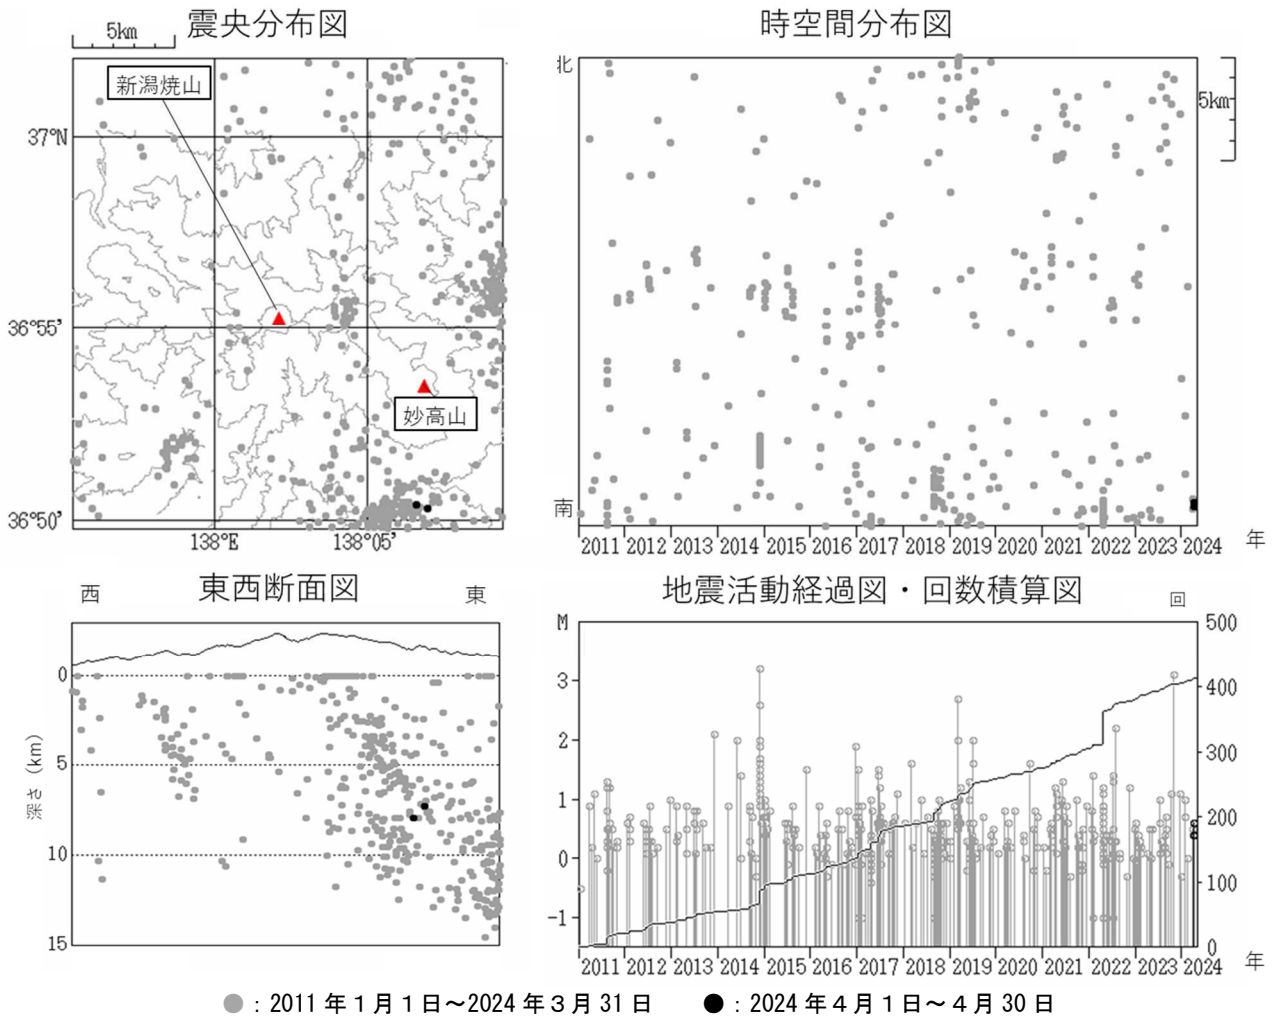 震央分布図
5km
新潟焼山
37°N
36°55’
妙高山
36°50’
138°E 138°05’
時空間分布図
北
5km
南
2011 2012 2013 2014 2015 2016 2017 2018 2019 2020 2021 2022 2023 2024 年
東西断面図
西 東
0
5
10
15
深さ（km）
地震活動経過図・回数積算図
M 回
3
2
1
0
-1
500
400
300
200
100
0
2011 2012 2013 2014 2015 2016 2017 2018 2019 2020 2021 2022 2023 2024 年
●：2011年１月１日～2024年３月31日 ●：2024年４月１日～４月30日